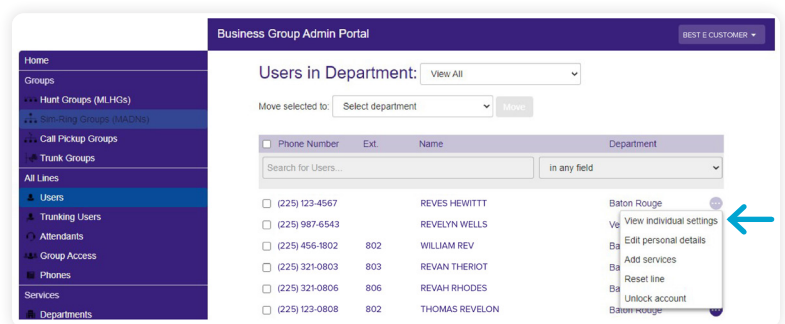 Business Group Admin Portal
BEST E CUSTOMER
Home
Groups
Hunt Groups (MLHGs)
Sim-Ring Groups (MADNs)
Call Pickup Groups
Trunk Groups
All Lines
Users
Trunking Users
Attendants
Group Access
Phones
Services
Departments
Users in Department: View All
Move selected to: Select department Move
Phone Number Ext. Name Department
Search for Users... in any field
(225) 123-4567 REVES HEWITTT Baton Rouge
(225) 987-6543 REVELYN WELLS Ve
(225) 456-1802 802 WILLIAM REV Ba
(225) 321-0803 803 REVAN THERIOT Ba
(225) 321-0806 806 REVAH RHODES Ba
(225) 123-0808 802 THOMAS REVELON Baton Rouge
View individual settings
Edit personal details
Add services
Reset line
Unlock account